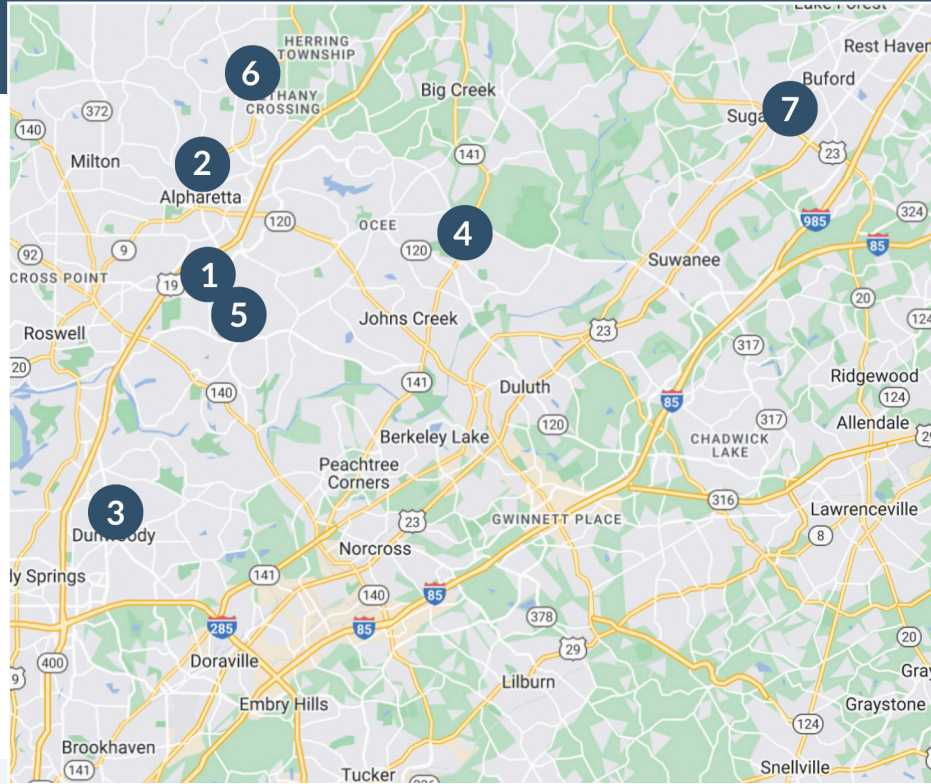 Lake Forest
HERRING
TOWNSHIP
Rest Haven
6
Buford
Big Creek
372
CROSSING
7
140
2
141
23
Milton
Alpharetta
324
120
OCEE
4
985
9
120
85
92
Suwanee
CROSS POINT
1
19
20
5
Johns Creek
23
124
Roswell
317
20
141
Duluth
Ridgewood
140
85
124
120
317
Allendale
Berkeley Lake
CHADWICK
LAKE
29
Peachtree
Corners
316
3
23
GWINNETT PLACE
Lawrenceville
Dunwoody
8
Norcross
141
140
85
378
285
85
20
29
400
Doraville
Lilburn
Embry Hills
Graystone
124
Brookhaven
141
Tucker
Snellville